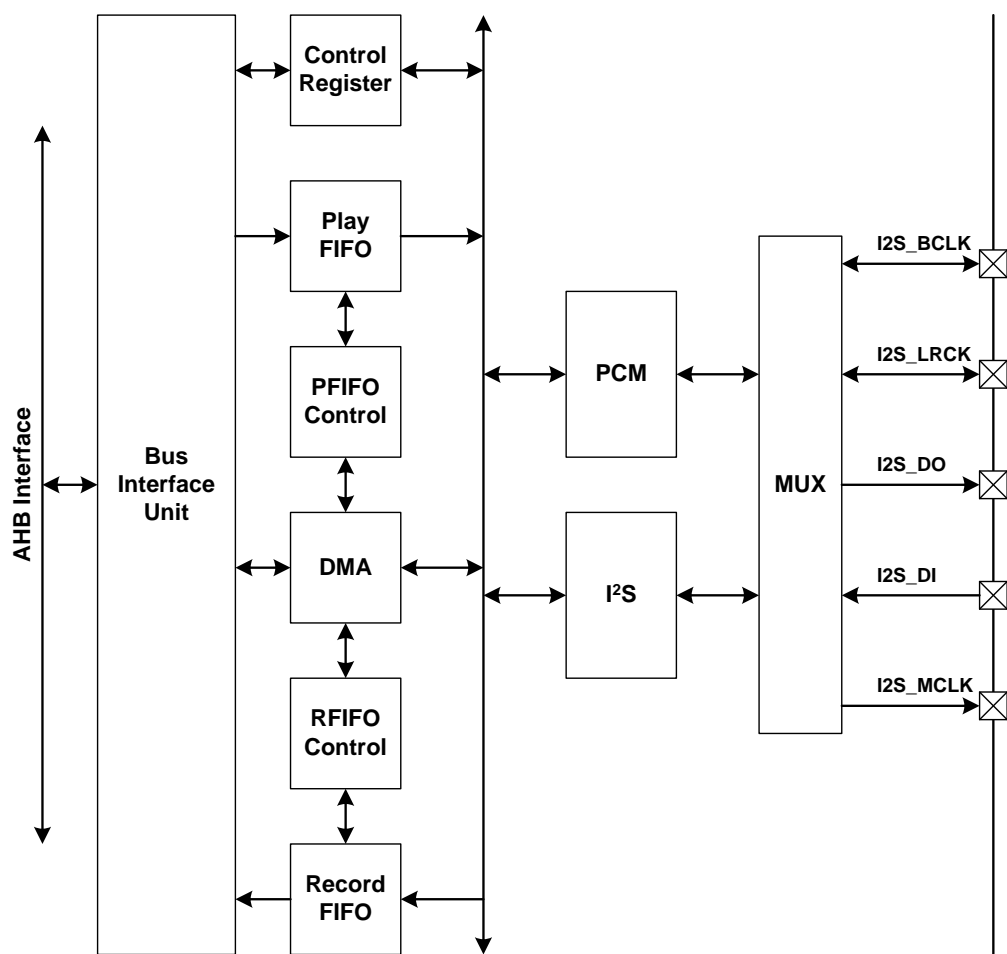 AHB Interface
Bus
Interface
Unit
Control
Register
Play
FIFO
PFIFO
Control
DMA
RFIFO
Control
Record
FIFO
PCM
I²S
MUX
I2S_BCLK
I2S_LRCK
I2S_DO
I2S_DI
I2S_MCLK